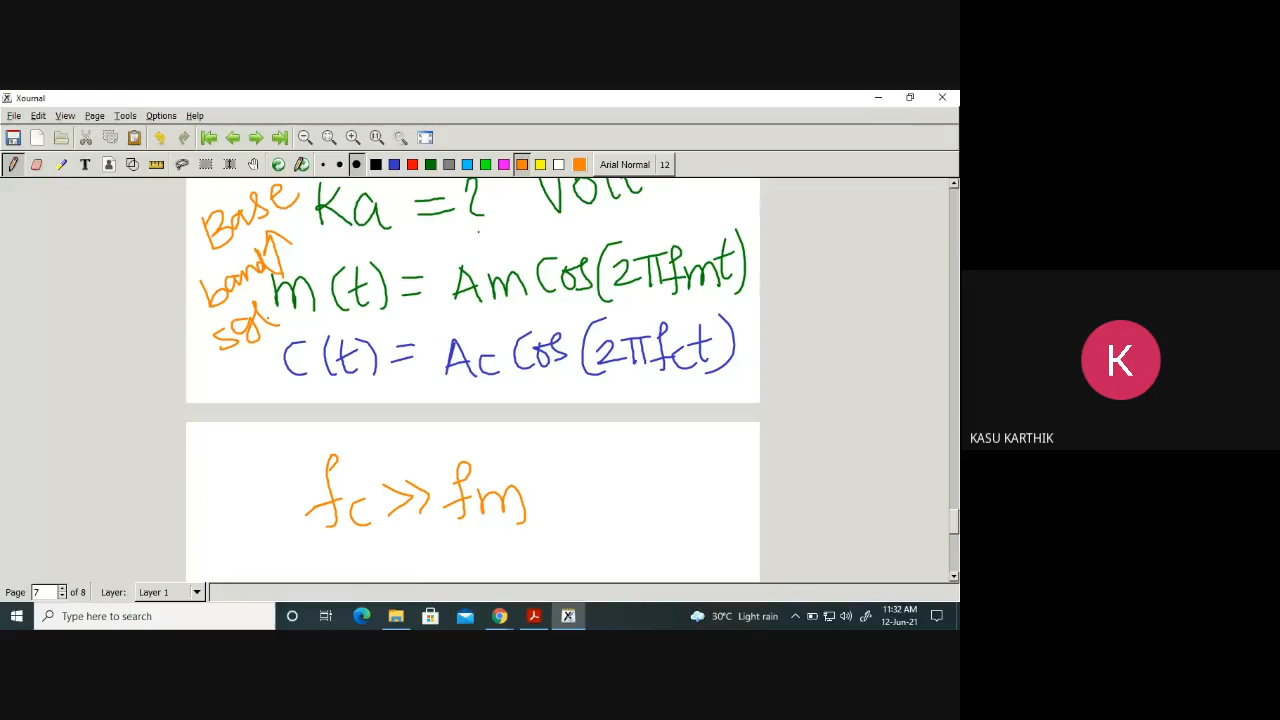 Xournal
File Edit View Page Tools Options Help
Arial Normal 12
Base Ka = ? Volt
band m(t) = Am Cos(2πfmt)
sgl c(t) = Ac Cos(2πfct)
fc >> fm
Page 7 of 8 Layer: Layer 1
KASU KARTHIK
K
Type here to search
30°C Light rain
11:32 AM
12-Jun-21